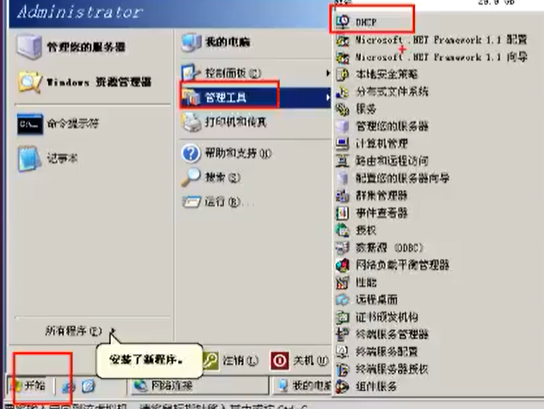 Administrator
管理您的服务器
Windows 资源管理器
命令提示符
记事本
所有程序(P)
我的电脑
控制面板(C)
管理工具
打印机和传真
帮助和支持(H)
搜索(S)
运行(R)...
安装了新程序。
注销(L)
关机(U)
开始
网络连接
我的电脑
20.0 GB
DHCP
Microsoft .NET Framework 1.1 配置
Microsoft .NET Framework 1.1 向导
本地安全策略
分布式文件系统
服务
管理您的服务器
计算机管理
路由和远程访问
配置您的服务器向导
群集管理器
事件查看器
授权
数据源 (ODBC)
网络负载平衡管理器
性能
远程桌面
证书颁发机构
终端服务管理器
终端服务配置
终端服务器授权
组件服务